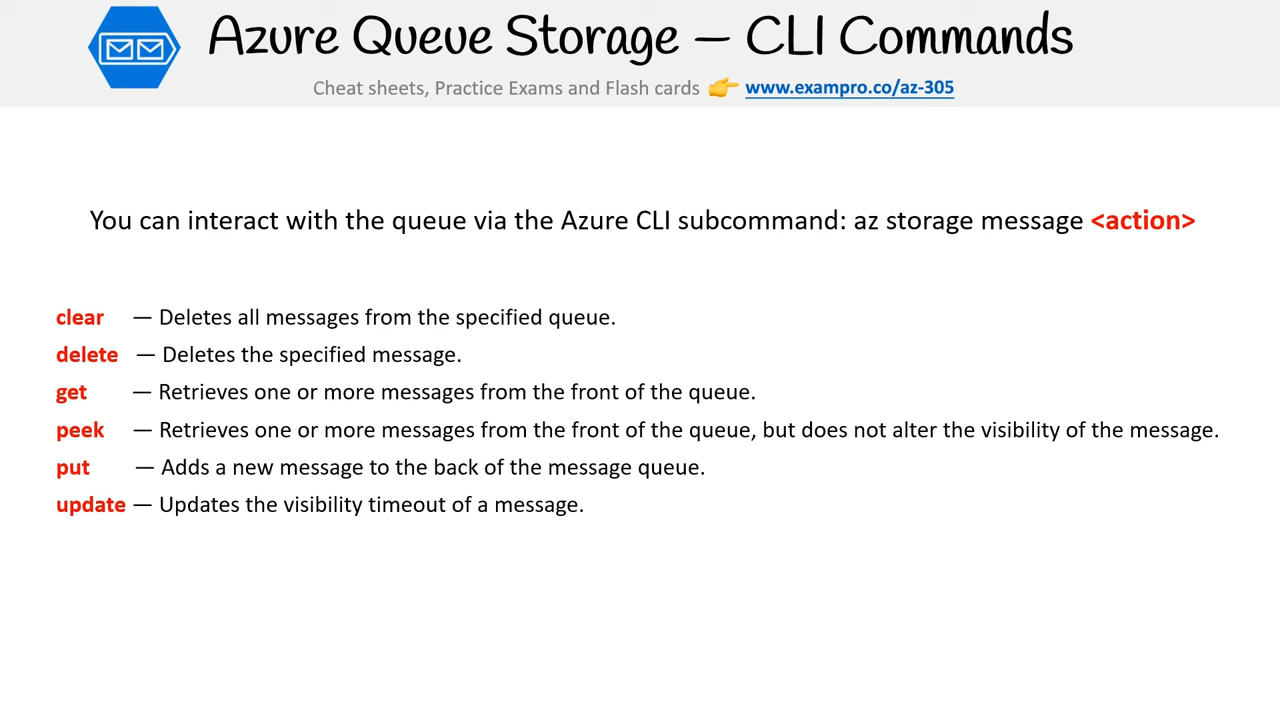 Azure Queue Storage — CLI Commands
Cheat sheets, Practice Exams and Flash cards 👉 www.exampro.co/az-305
You can interact with the queue via the Azure CLI subcommand: az storage message <action>
clear — Deletes all messages from the specified queue.
delete — Deletes the specified message.
get — Retrieves one or more messages from the front of the queue.
peek — Retrieves one or more messages from the front of the queue, but does not alter the visibility of the message.
put — Adds a new message to the back of the message queue.
update — Updates the visibility timeout of a message.